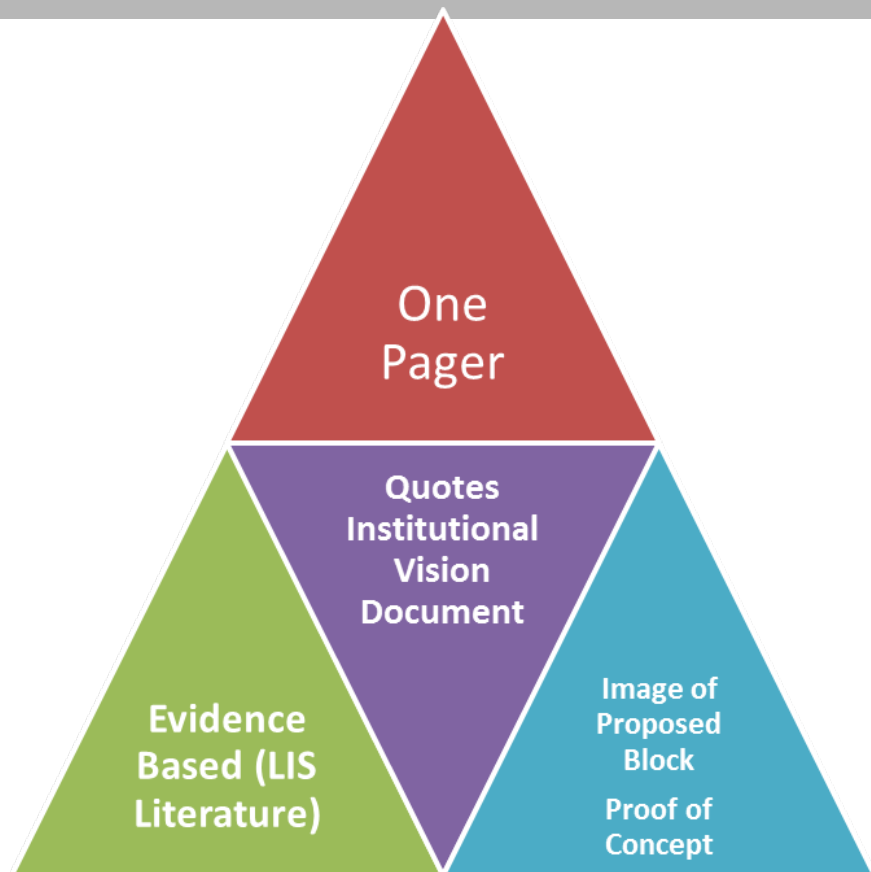 One
Pager
Quotes
Institutional
Vision
Document
Evidence
Based (LIS
Literature)
Image of
Proposed
Block
Proof of
Concept